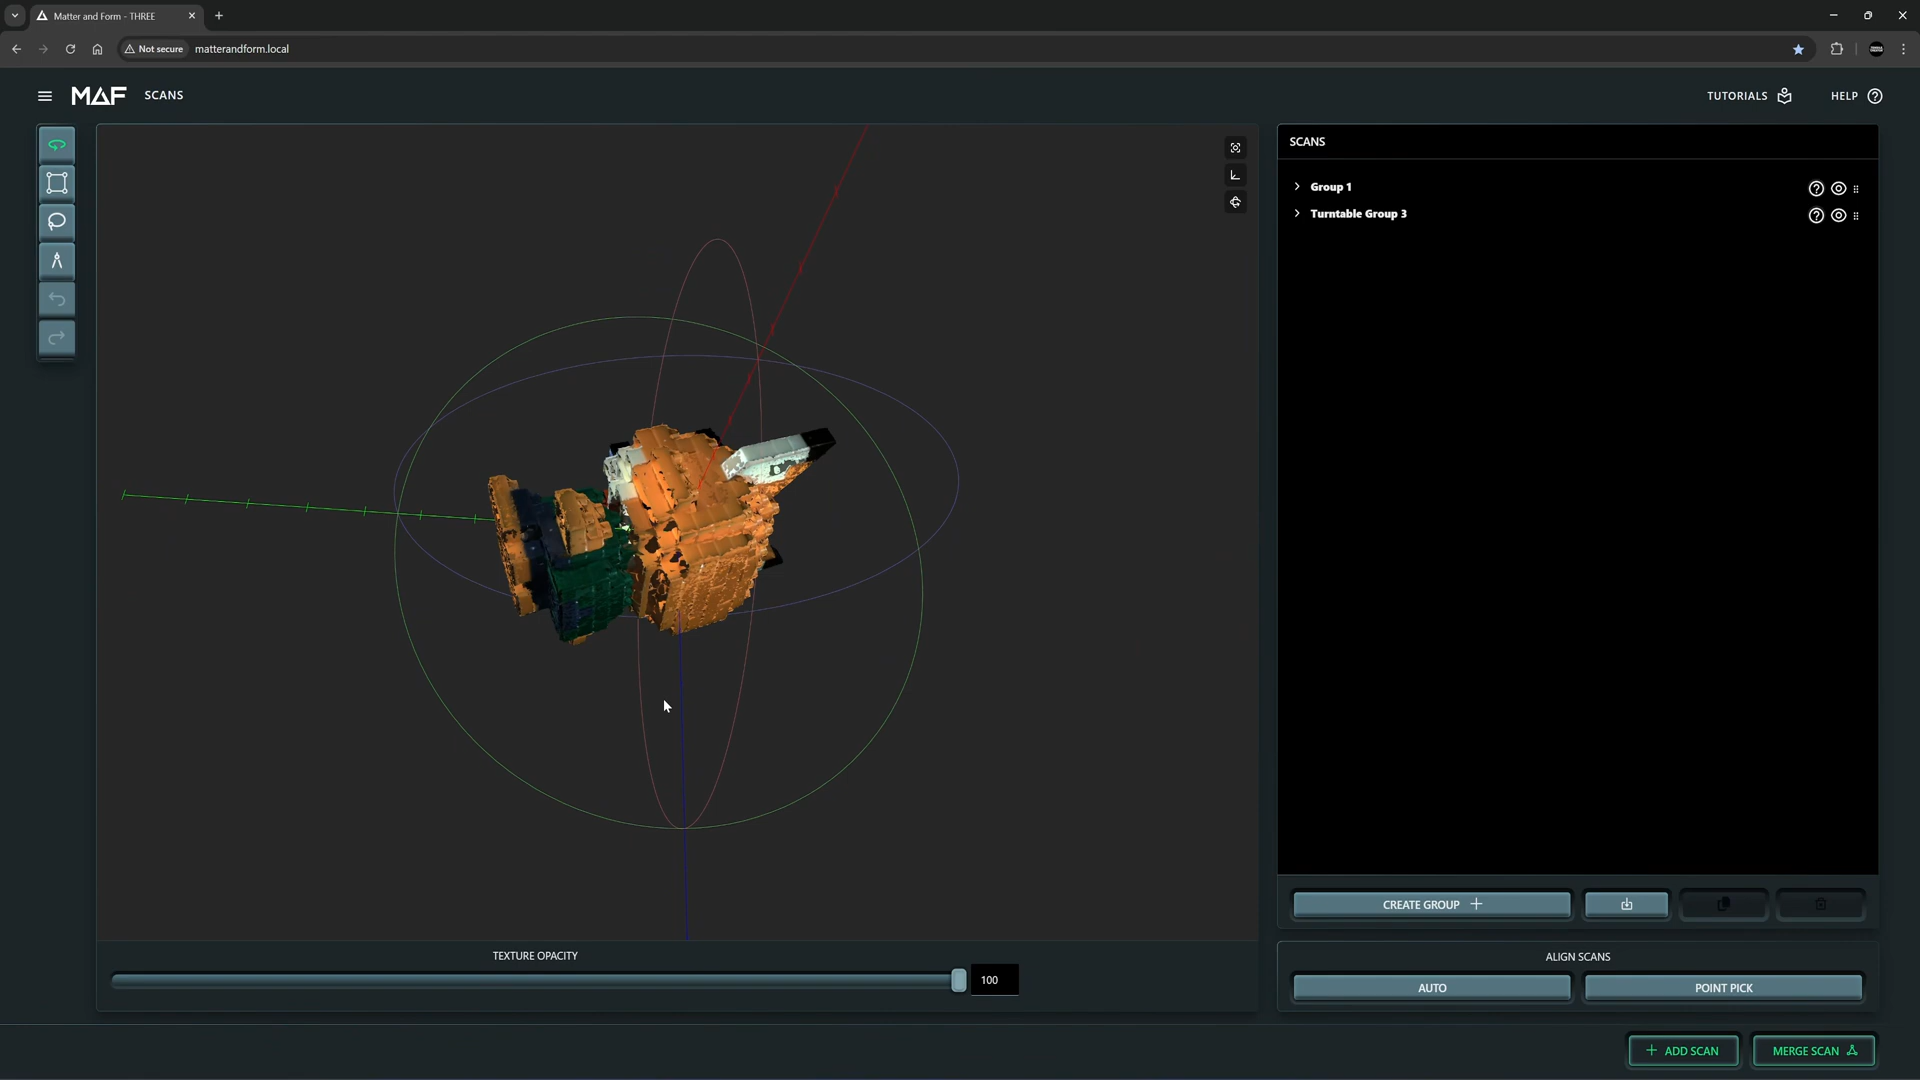 Matter and Form - THREE
Not secure
matterandform.local
MAF
SCANS
TUTORIALS
HELP
SCANS
Group 1
Turntable Group 3
CREATE GROUP
TEXTURE OPACITY
100
ALIGN SCANS
AUTO
POINT PICK
ADD SCAN
MERGE SCAN